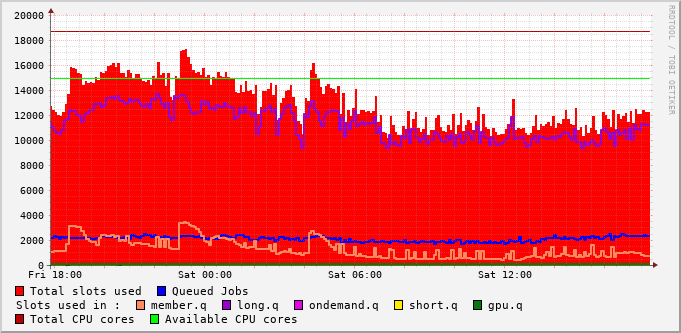 20000
18000
16000
14000
12000
10000
8000
6000
4000
2000
0
Fri 18:00 Sat 00:00 Sat 06:00 Sat 12:00
RRDTOOL / TOBI OETIKER
Total slots used Queued Jobs
Slots used in : member.q long.q ondemand.q short.q gpu.q
Total CPU cores Available CPU cores